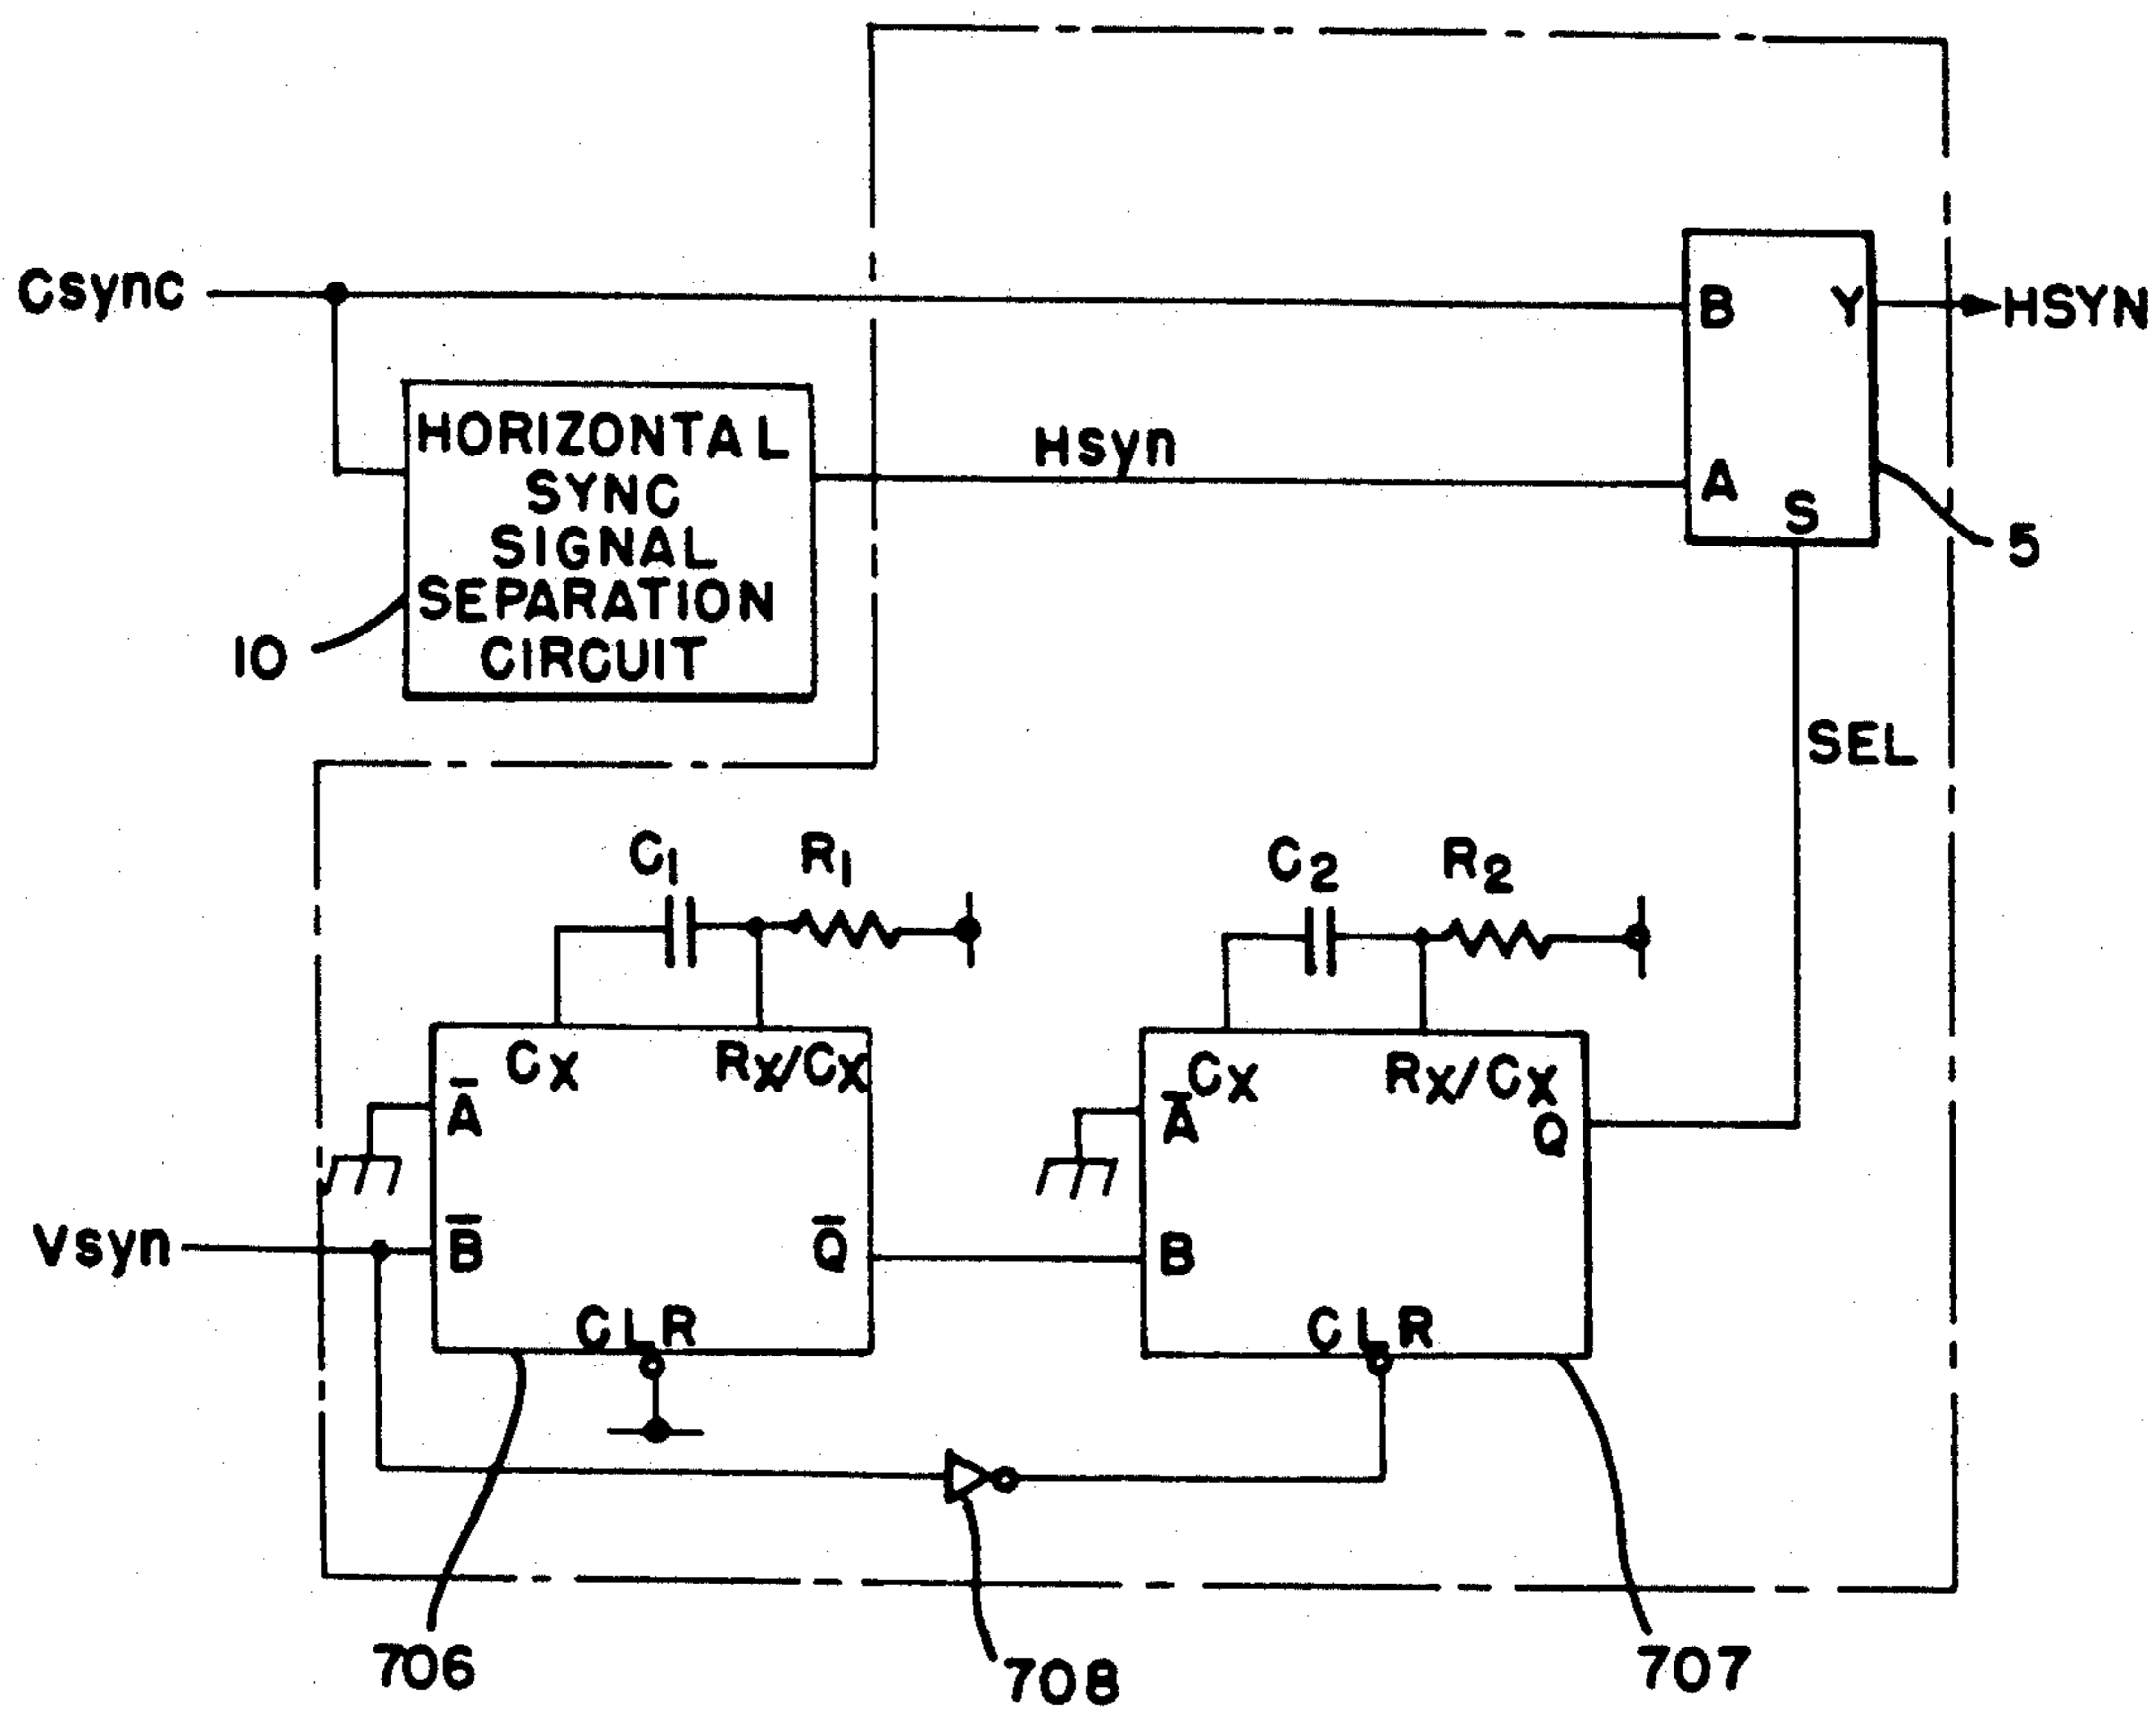 Csync
B Y HSYN
HORIZONTAL
SYNC
SIGNAL
SEPARATION
CIRCUIT
Hsyn
A
S
5
10
SEL
C1 R1
C2 R2
Cx Rx/Cx
A̅
Cx Rx/Cx
A̅
Q
Vsyn
B̅ Q̅
B
CLR
CLR
706
708
707